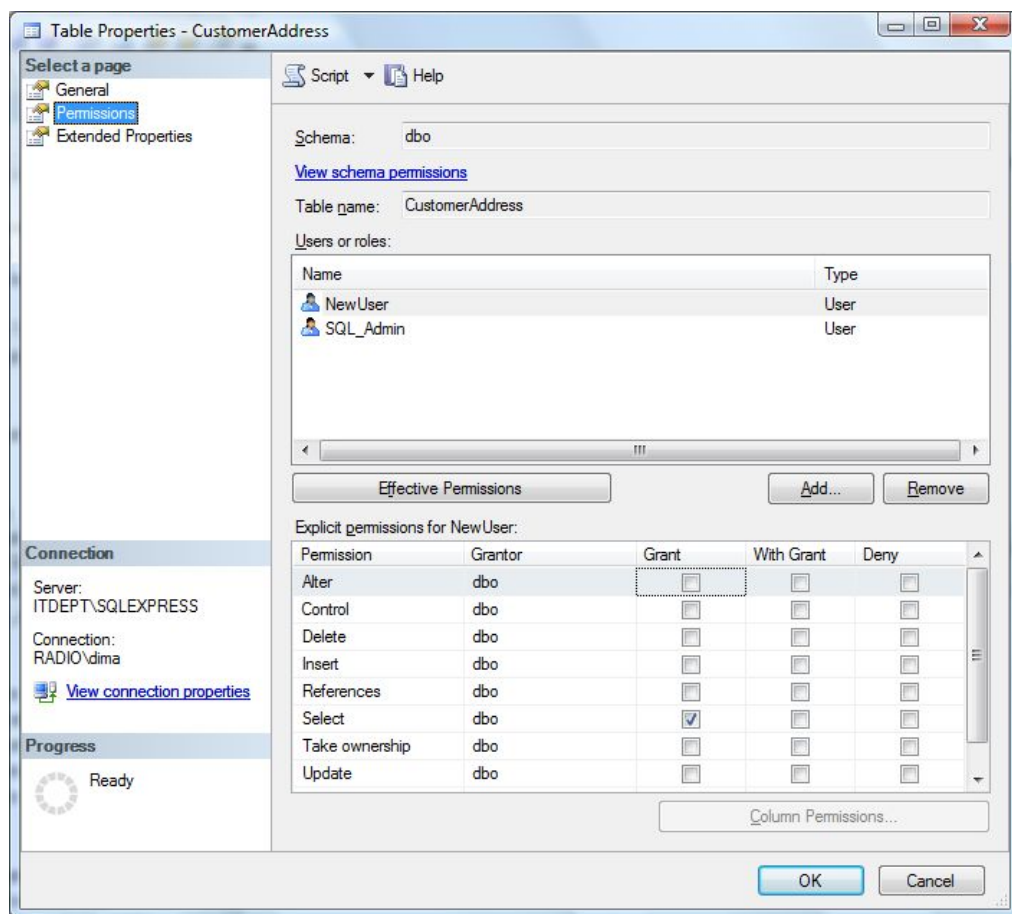 Table Properties - CustomerAddress
Select a page
General
Permissions
Extended Properties
Script Help
Schema: dbo
View schema permissions
Table name: CustomerAddress
Users or roles:
Name Type
NewUser User
SQL_Admin User
Effective Permissions Add... Remove
Explicit permissions for NewUser:
Permission Grantor Grant With Grant Deny
Alter dbo
Control dbo
Delete dbo
Insert dbo
References dbo
Select dbo
Take ownership dbo
Update dbo
Column Permissions...
Connection
Server:
ITDEPT\SQLEXPRESS
Connection:
RADIO\dima
View connection properties
Progress
Ready
OK Cancel